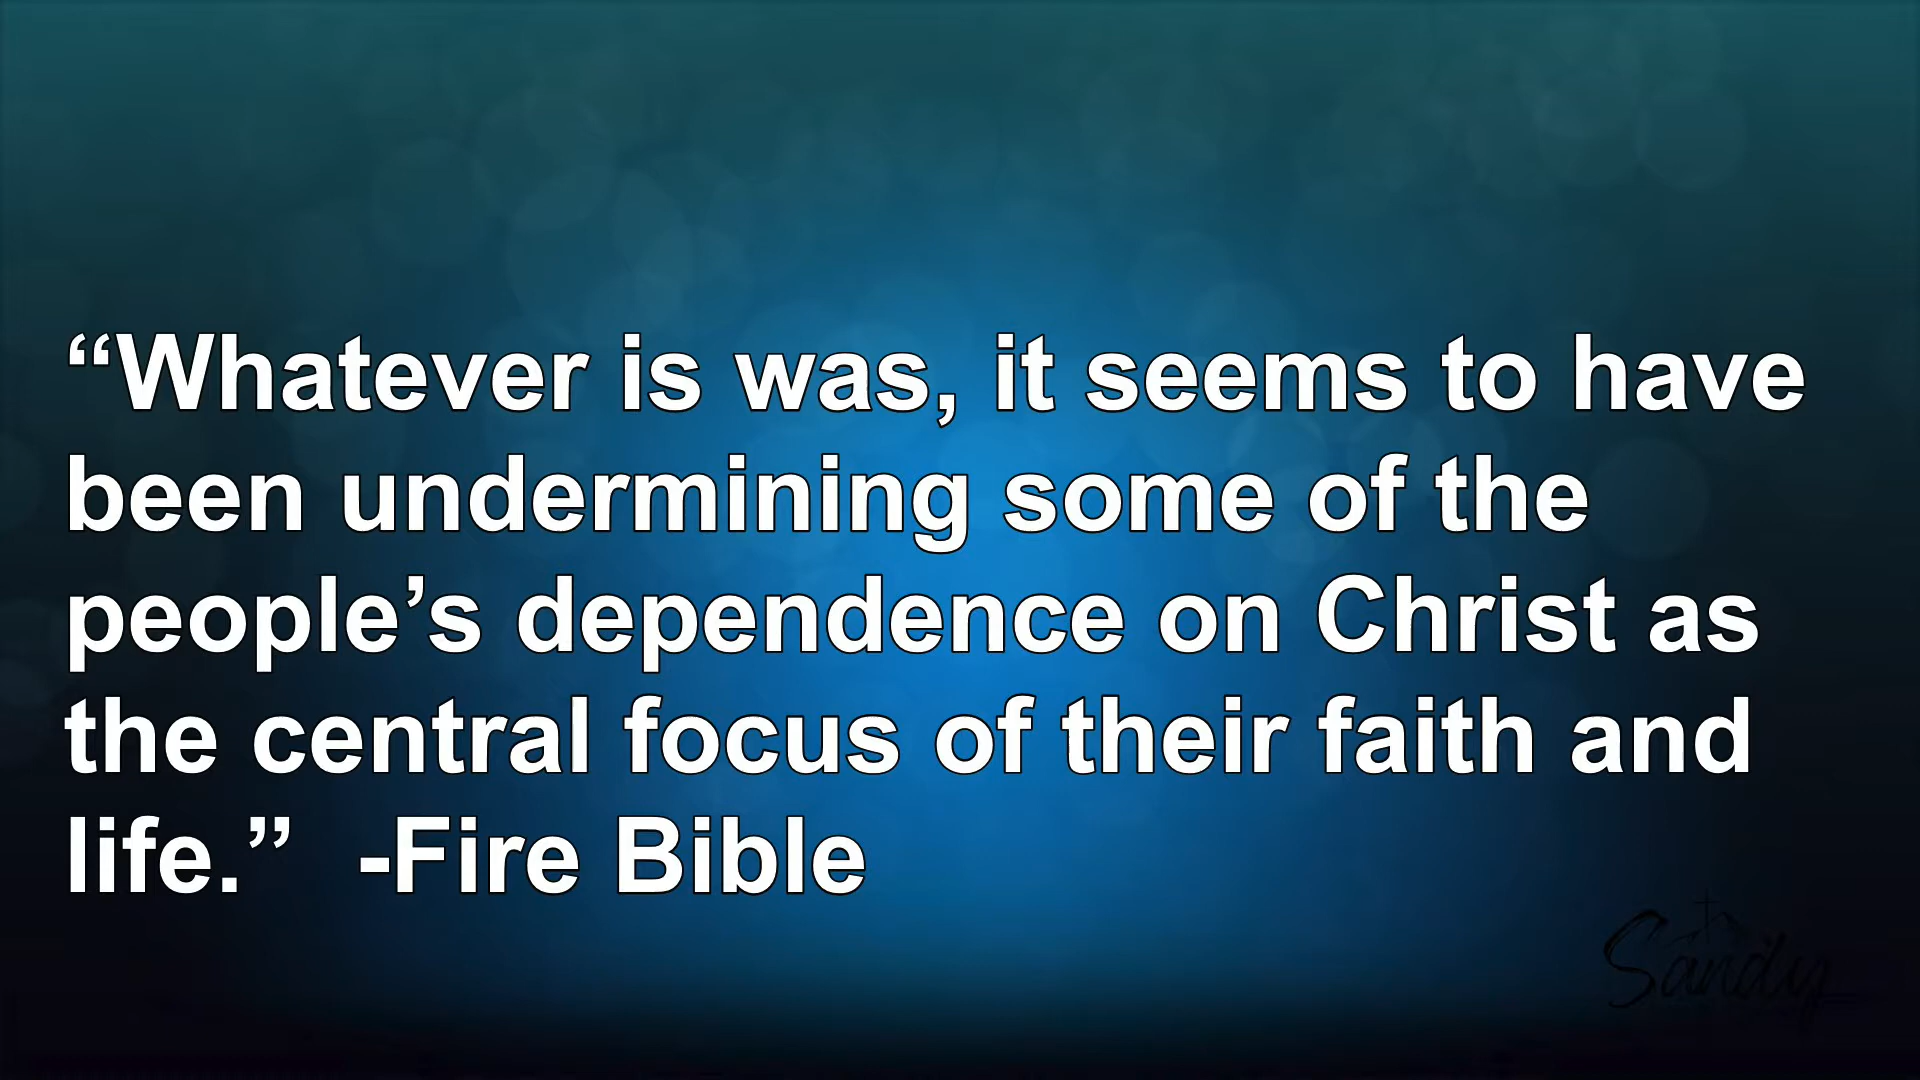 “Whatever is was, it seems to have
been undermining some of the
people’s dependence on Christ as
the central focus of their faith and
life.”  -Fire Bible
Sandy